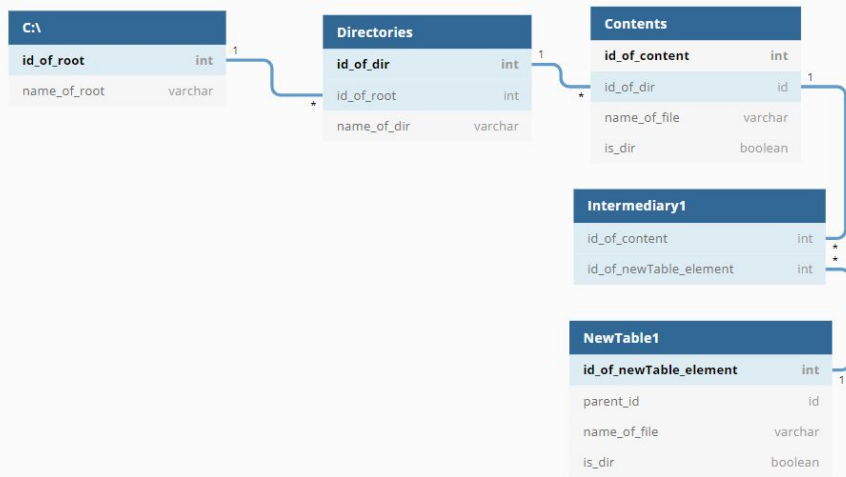 C:\
id_of_root int
name_of_root varchar
1
*
Directories
id_of_dir int
id_of_root int
name_of_dir varchar
1
*
Contents
id_of_content int
id_of_dir id
name_of_file varchar
is_dir boolean
1
Intermediary1
id_of_content int
*
*
id_of_newTable_element int
NewTable1
id_of_newTable_element int
1
parent_id id
name_of_file varchar
is_dir boolean